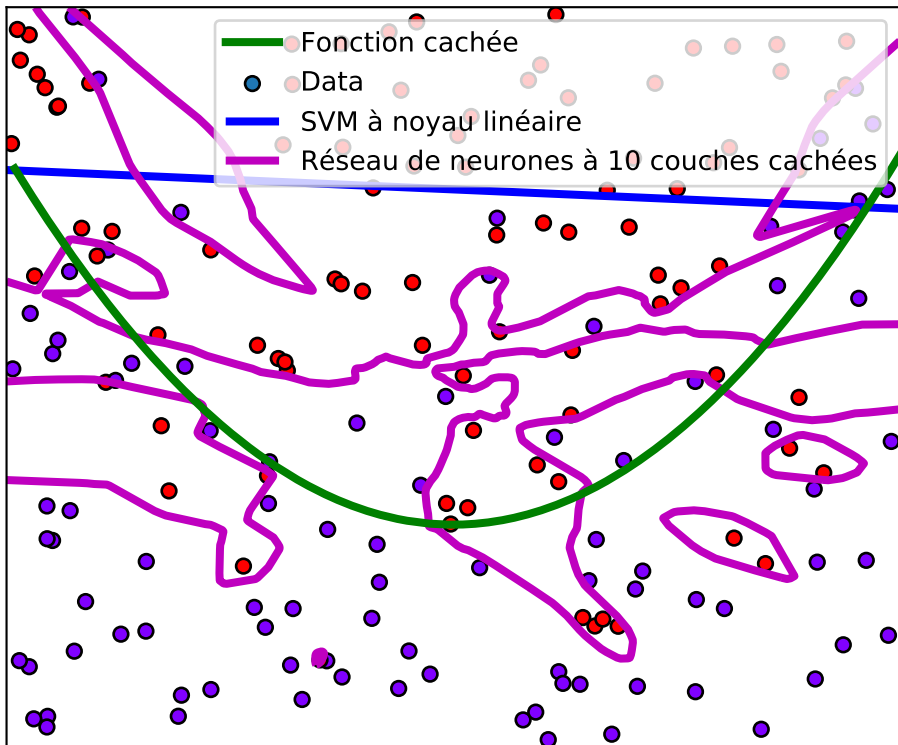 Fonction cachée
Data
SVM à noyau linéaire
Réseau de neurones à 10 couches cachées